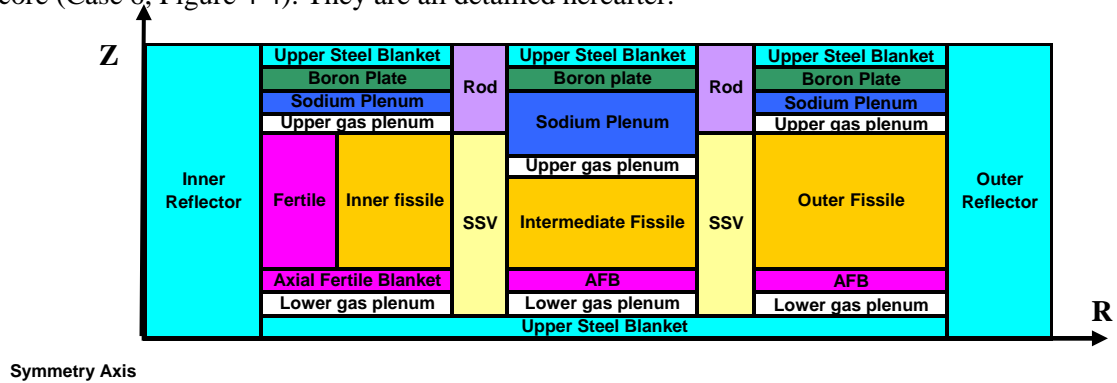 core (Case 6, Figure 4-4). They are all detailed hereafter.
Z
Upper Steel Blanket
Boron Plate
Sodium Plenum
Upper gas plenum
Rod
Upper Steel Blanket
Boron plate
Sodium Plenum
Upper gas plenum
Rod
Upper Steel Blanket
Boron Plate
Sodium Plenum
Upper gas plenum
Inner
Reflector
Fertile
Inner fissile
SSV
Intermediate Fissile
SSV
Outer Fissile
Outer
Reflector
Axial Fertile Blanket
Lower gas plenum
AFB
Lower gas plenum
AFB
Lower gas plenum
Upper Steel Blanket
R
Symmetry Axis